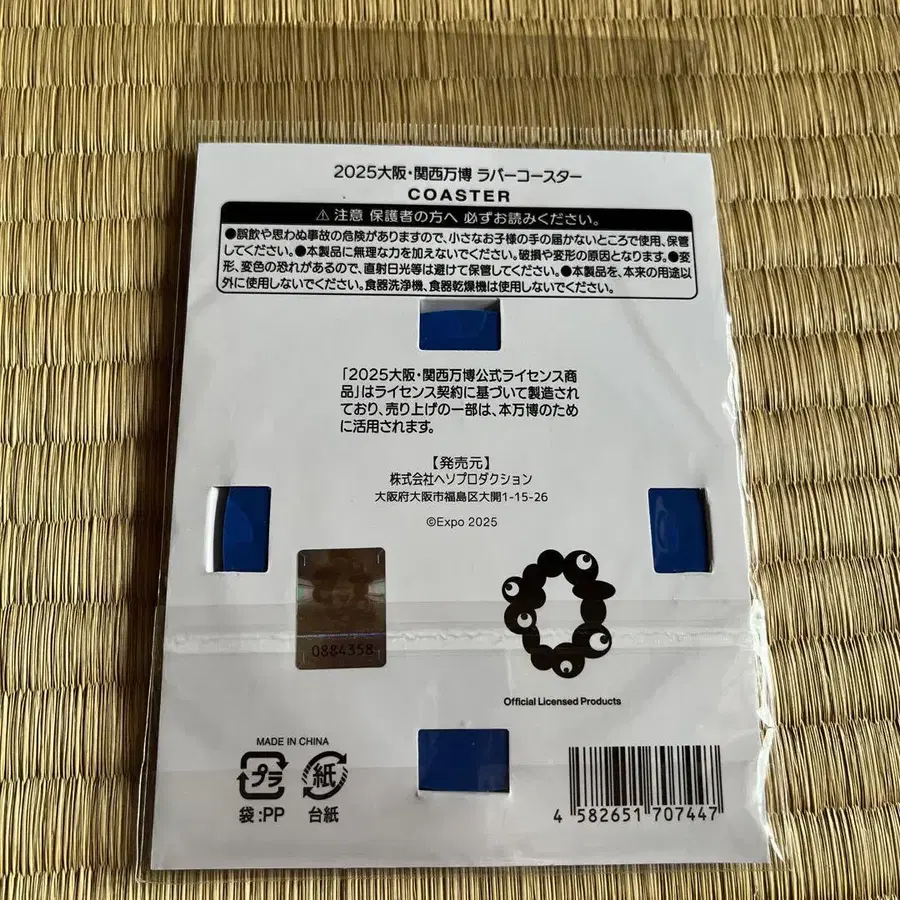 2025大阪・関西万博 ラバーコースター
COASTER
⚠注意 保護者の方へ 必ずお読みください。
●誤飲や思わぬ事故の危険がありますので、小さなお子様の手の届かないところで使用、保管
してください。●本製品に無理な力を加えないでください。破損や変形の原因となります。●変
形、変色の恐れがあるので、直射日光等は避けて保管してください。●本製品を、本来の用途以
外に使用しないでください。食器洗浄機、食器乾燥機は使用しないでください。
「2025大阪・関西万博公式ライセンス商
品」はライセンス契約に基づいて製造され
ており、売り上げの一部は、本万博のため
に活用されます。
【発売元】
株式会社ヘソプロダクション
大阪府大阪市福島区大開1-15-26
©Expo 2025
0884358
Official Licensed Products
MADE IN CHINA
プラ 紙
袋:PP 台紙
4 582651 707447